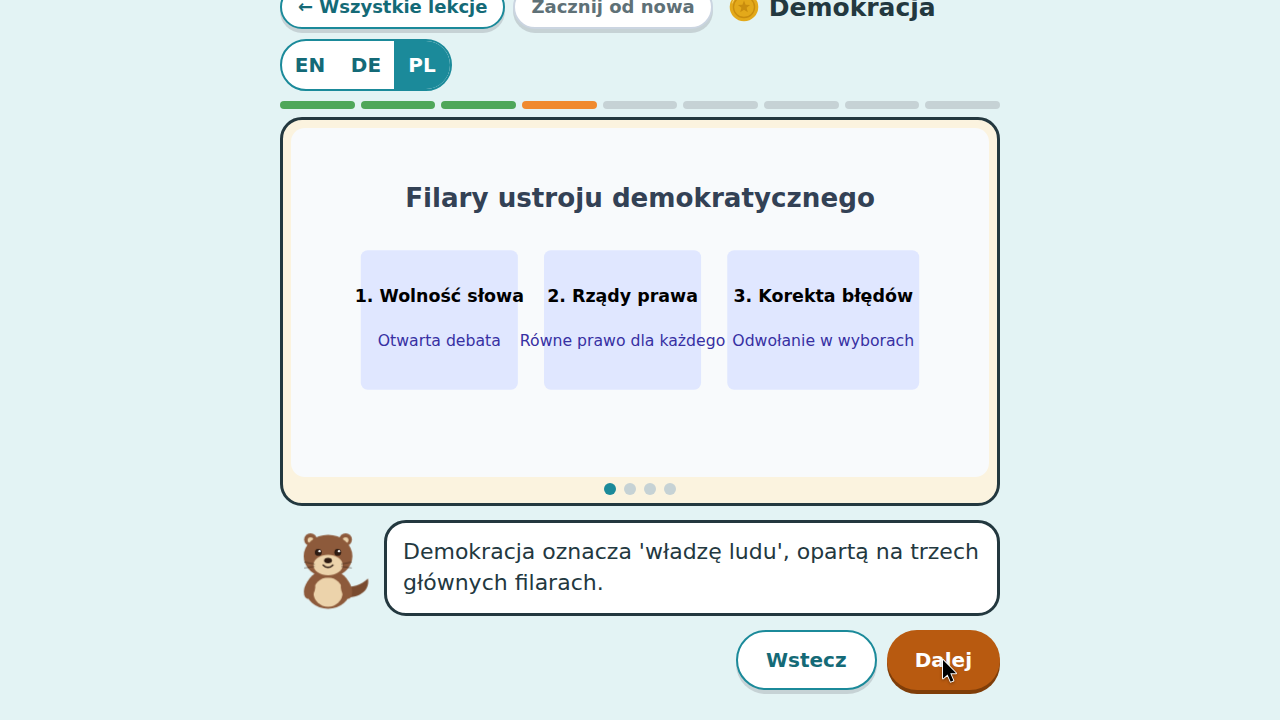 ← Wszystkie lekcje
Zacznij od nowa
Demokracja
EN DE PL
Filary ustroju demokratycznego
1. Wolność słowa
Otwarta debata
2. Rządy prawa
Równe prawo dla każdego
3. Korekta błędów
Odwołanie w wyborach
Demokracja oznacza 'władzę ludu', opartą na trzech
głównych filarach.
Wstecz
Dalej